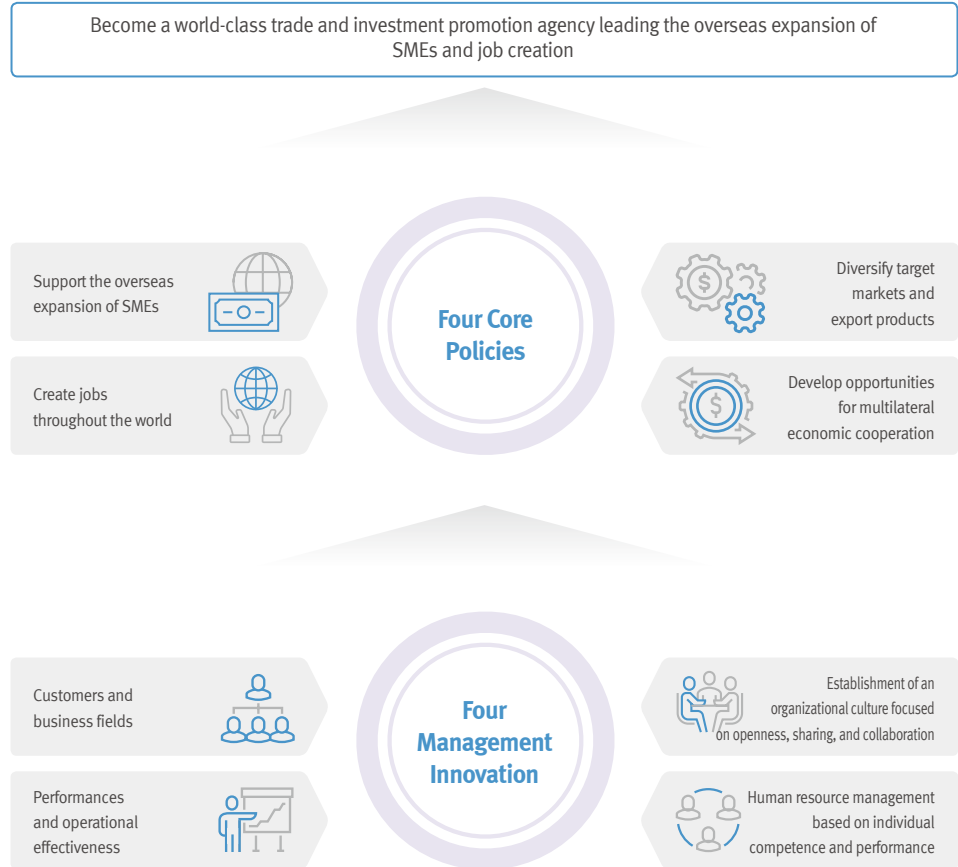 Become a world-class trade and investment promotion agency leading the overseas expansion of
SMEs and job creation
Support the overseas
expansion of SMEs
Create jobs
throughout the world
Four Core
Policies
Diversify target
markets and
export products
Develop opportunities
for multilateral
economic cooperation
Customers and
business fields
Performances
and operational
effectiveness
Four
Management
Innovation
Establishment of an
organizational culture focused
on openness, sharing, and collaboration
Human resource management
based on individual
competence and performance